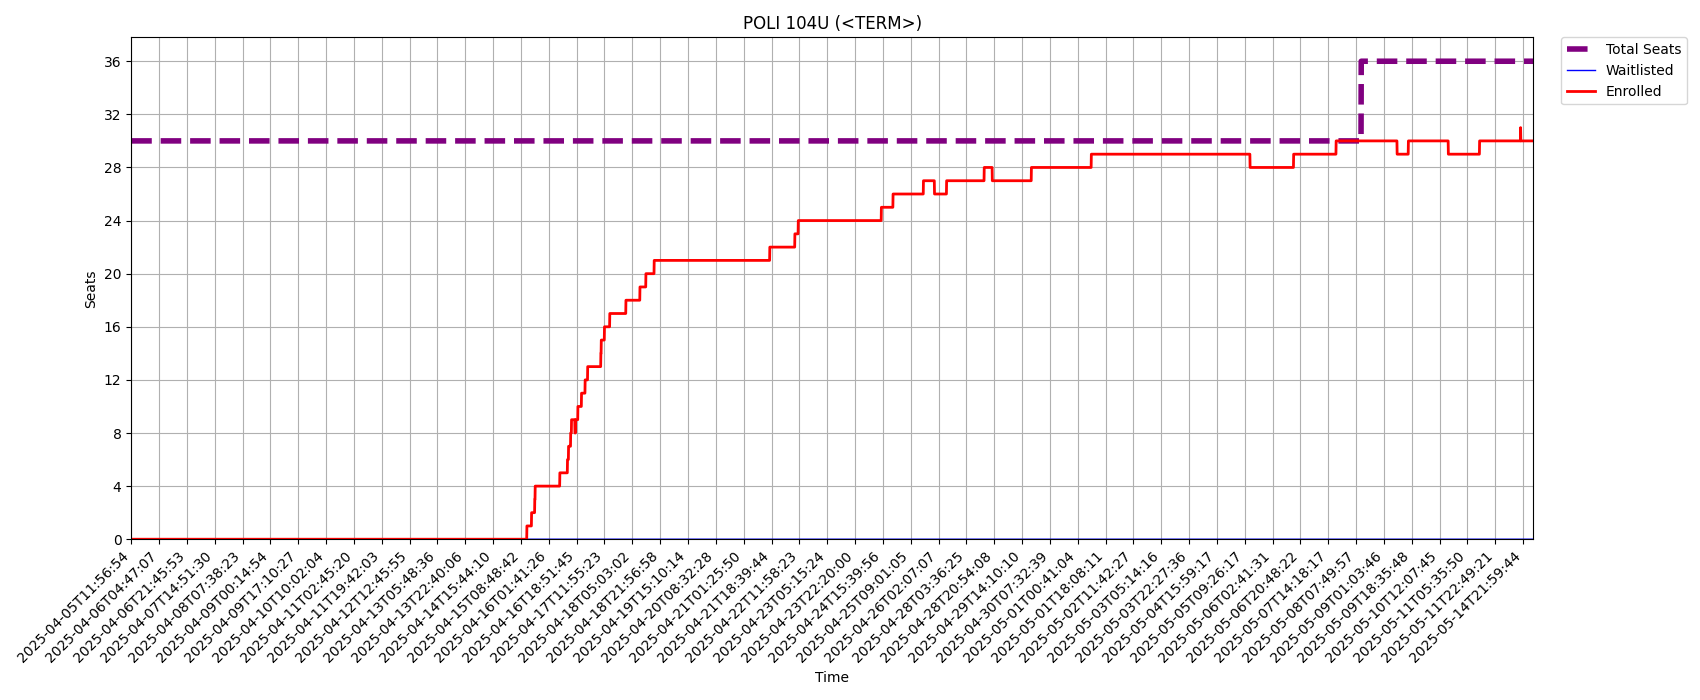 POLI 104U (<TERM>)
Total Seats
Waitlisted
Enrolled
36
32
28
24
20
16
12
8
4
0
Seats
2025-04-05T11:56:54
2025-04-06T04:47:07
2025-04-06T21:45:53
2025-04-07T14:51:30
2025-04-08T07:38:23
2025-04-09T00:14:54
2025-04-09T17:10:27
2025-04-10T10:02:04
2025-04-11T02:45:20
2025-04-11T19:42:03
2025-04-12T12:45:55
2025-04-13T05:48:36
2025-04-13T22:40:06
2025-04-14T15:44:10
2025-04-15T08:48:42
2025-04-16T01:41:26
2025-04-16T18:51:45
2025-04-17T11:55:23
2025-04-18T05:03:02
2025-04-18T21:56:58
2025-04-19T15:10:14
2025-04-20T08:32:28
2025-04-21T01:25:50
2025-04-21T18:39:44
2025-04-22T11:58:23
2025-04-23T05:15:24
2025-04-23T22:20:00
2025-04-24T15:39:56
2025-04-25T09:01:05
2025-04-26T02:07:07
2025-04-28T03:36:25
2025-04-28T20:54:08
2025-04-29T14:10:10
2025-04-30T07:32:39
2025-05-01T00:41:04
2025-05-01T18:08:11
2025-05-02T11:42:27
2025-05-03T05:14:16
2025-05-03T22:27:36
2025-05-04T15:59:17
2025-05-05T09:26:17
2025-05-06T02:41:31
2025-05-06T20:48:22
2025-05-07T14:18:17
2025-05-08T07:49:57
2025-05-09T01:03:46
2025-05-09T18:35:48
2025-05-10T12:07:45
2025-05-11T05:35:50
2025-05-11T22:49:21
2025-05-14T21:59:44
Time